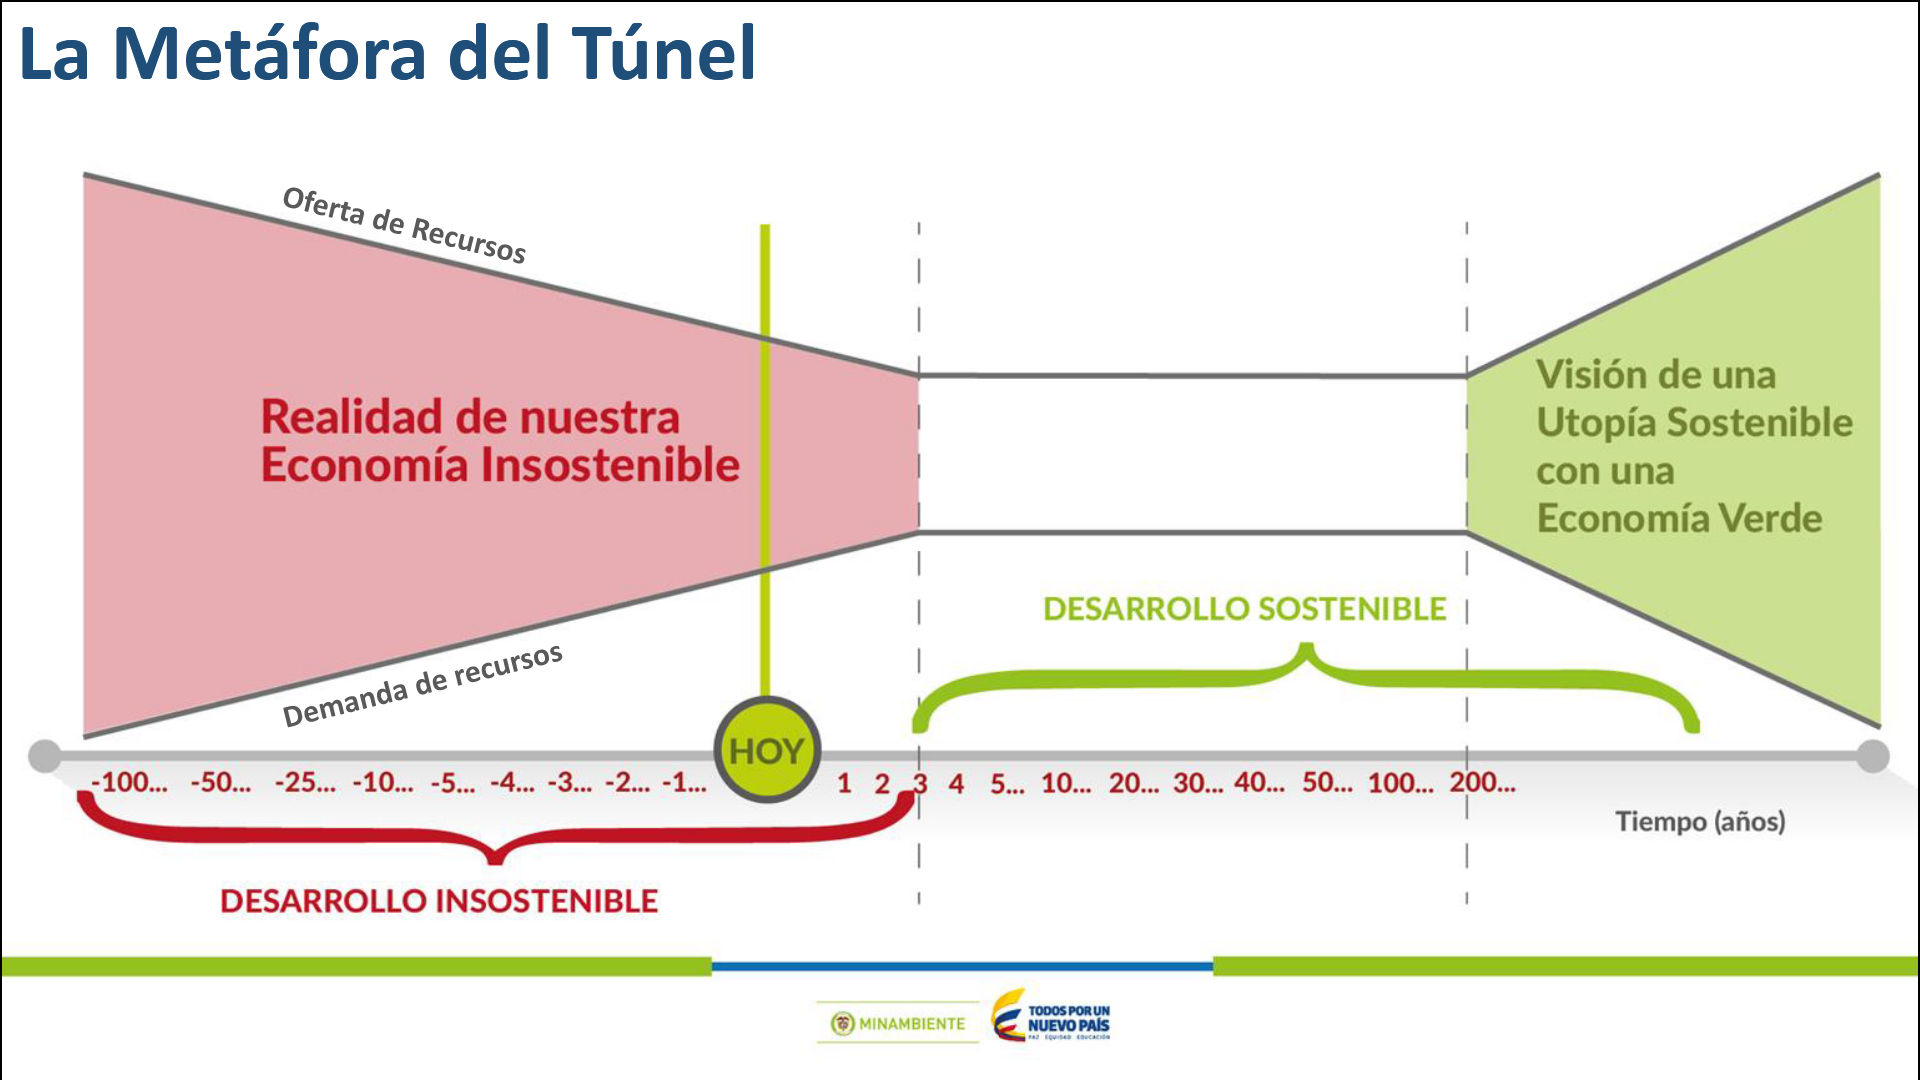 La Metáfora del Túnel
Oferta de Recursos
Realidad de nuestra
Economía Insostenible
Visión de una
Utopía Sostenible
con una
Economía Verde
DESARROLLO SOSTENIBLE
Demanda de recursos
HOY
-100... -50... -25... -10... -5... -4... -3... -2... -1... 1 2 3 4 5... 10... 20... 30... 40... 50... 100... 200...
Tiempo (años)
DESARROLLO INSOSTENIBLE
MINAMBIENTE
TODOS POR UN
NUEVO PAÍS
PAZ EQUIDAD EDUCACIÓN